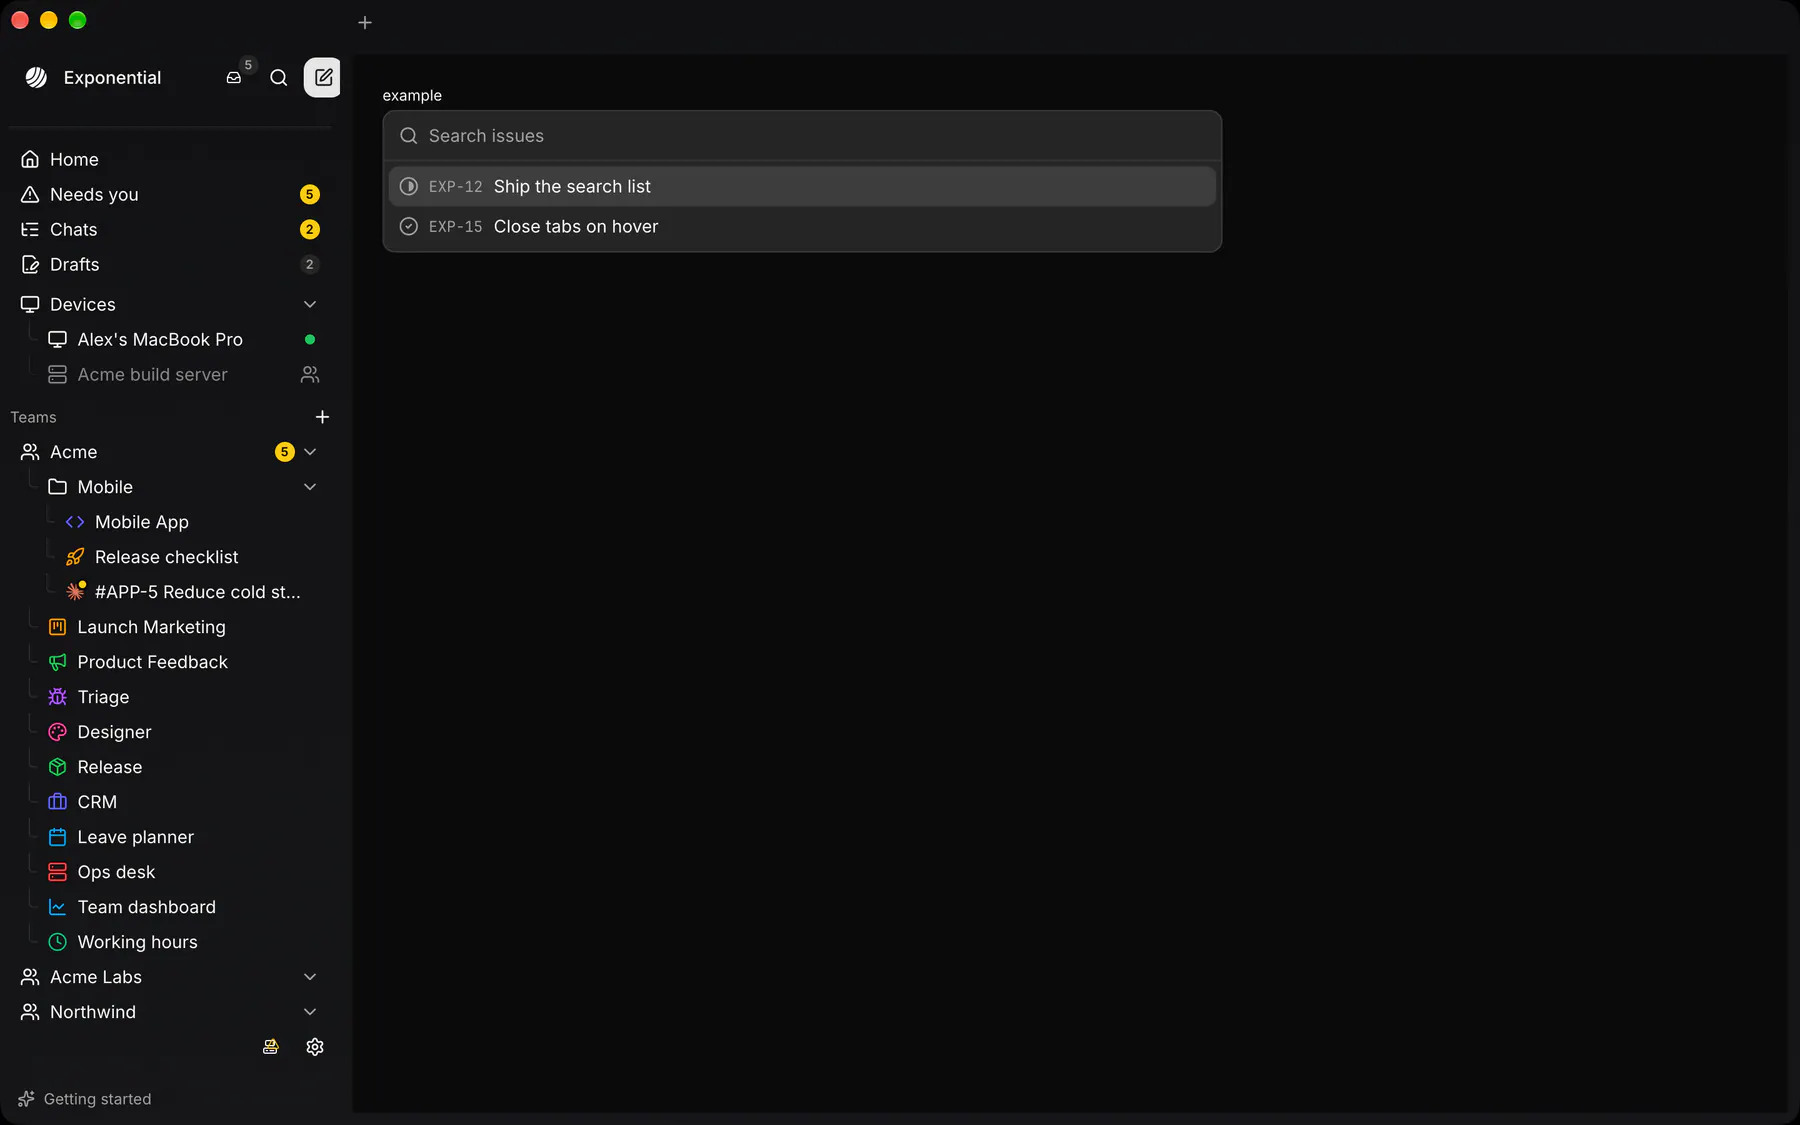 Exponential
5
Home
Needs you
5
Chats
2
Drafts
2
Devices
Alex's MacBook Pro
Acme build server
Teams
Acme
5
Mobile
Mobile App
Release checklist
#APP-5 Reduce cold st...
Launch Marketing
Product Feedback
Triage
Designer
Release
CRM
Leave planner
Ops desk
Team dashboard
Working hours
Acme Labs
Northwind
Getting started
example
Search issues
EXP-12 Ship the search list
EXP-15 Close tabs on hover